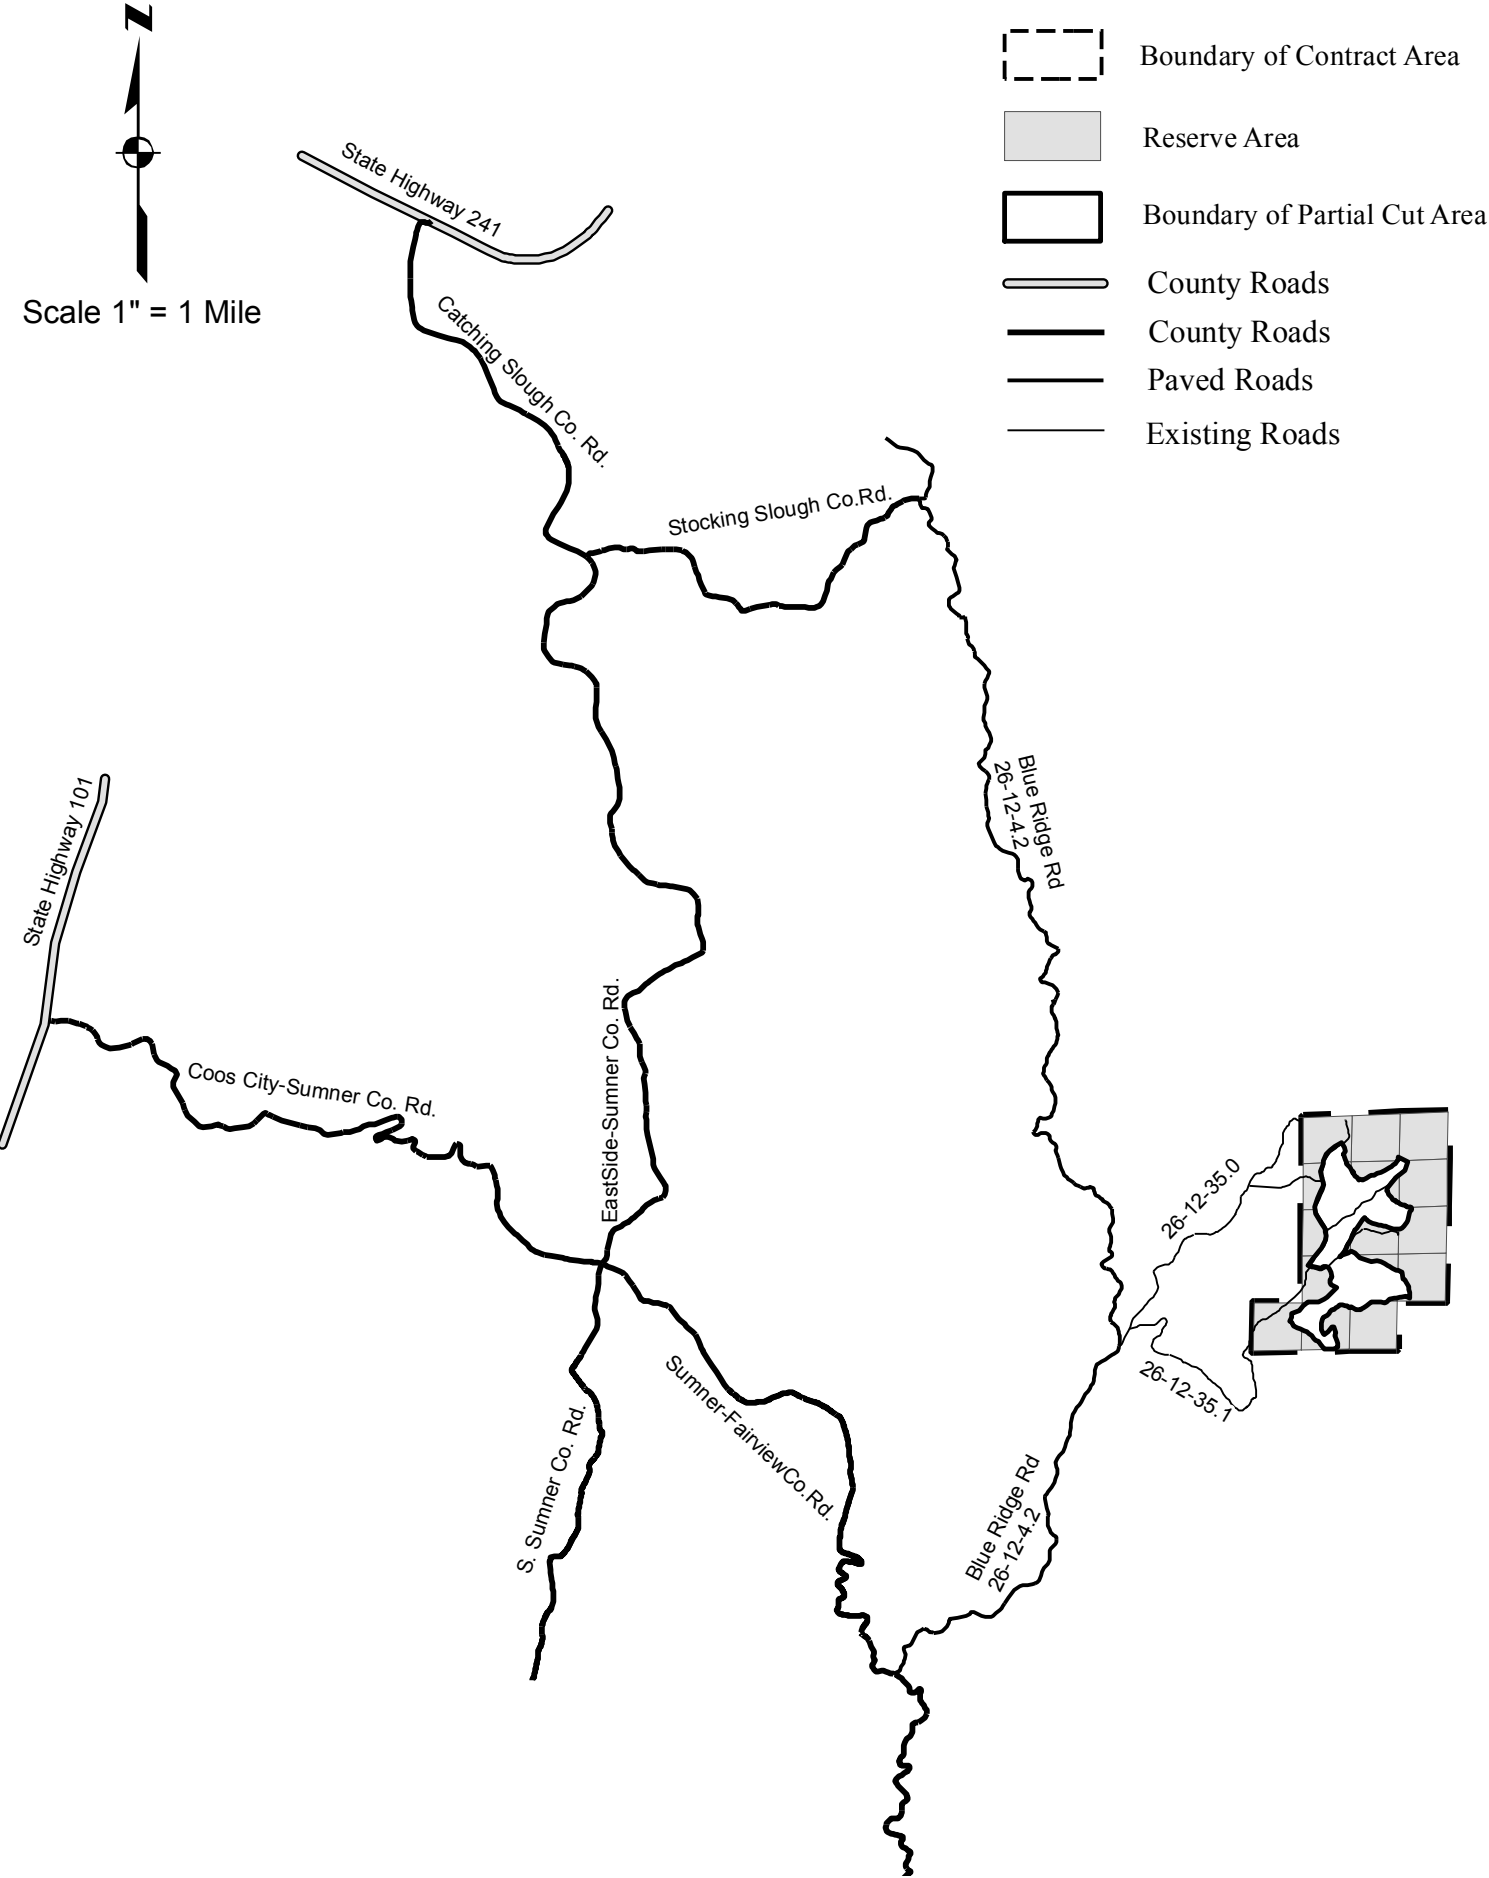 N
Scale 1" = 1 Mile
Boundary of Contract Area
Reserve Area
Boundary of Partial Cut Area
County Roads
County Roads
Paved Roads
Existing Roads
State Highway 241
Catching Slough Co. Rd.
Stocking Slough Co.Rd.
Blue Ridge Rd
26-12-4.2
State Highway 101
EastSide-Sumner Co. Rd.
Coos City-Sumner Co. Rd.
26-12-35.0
26-12-35.1
Sumner-FairviewCo.Rd.
S. Sumner Co. Rd.
Blue Ridge Rd
26-12-4.2